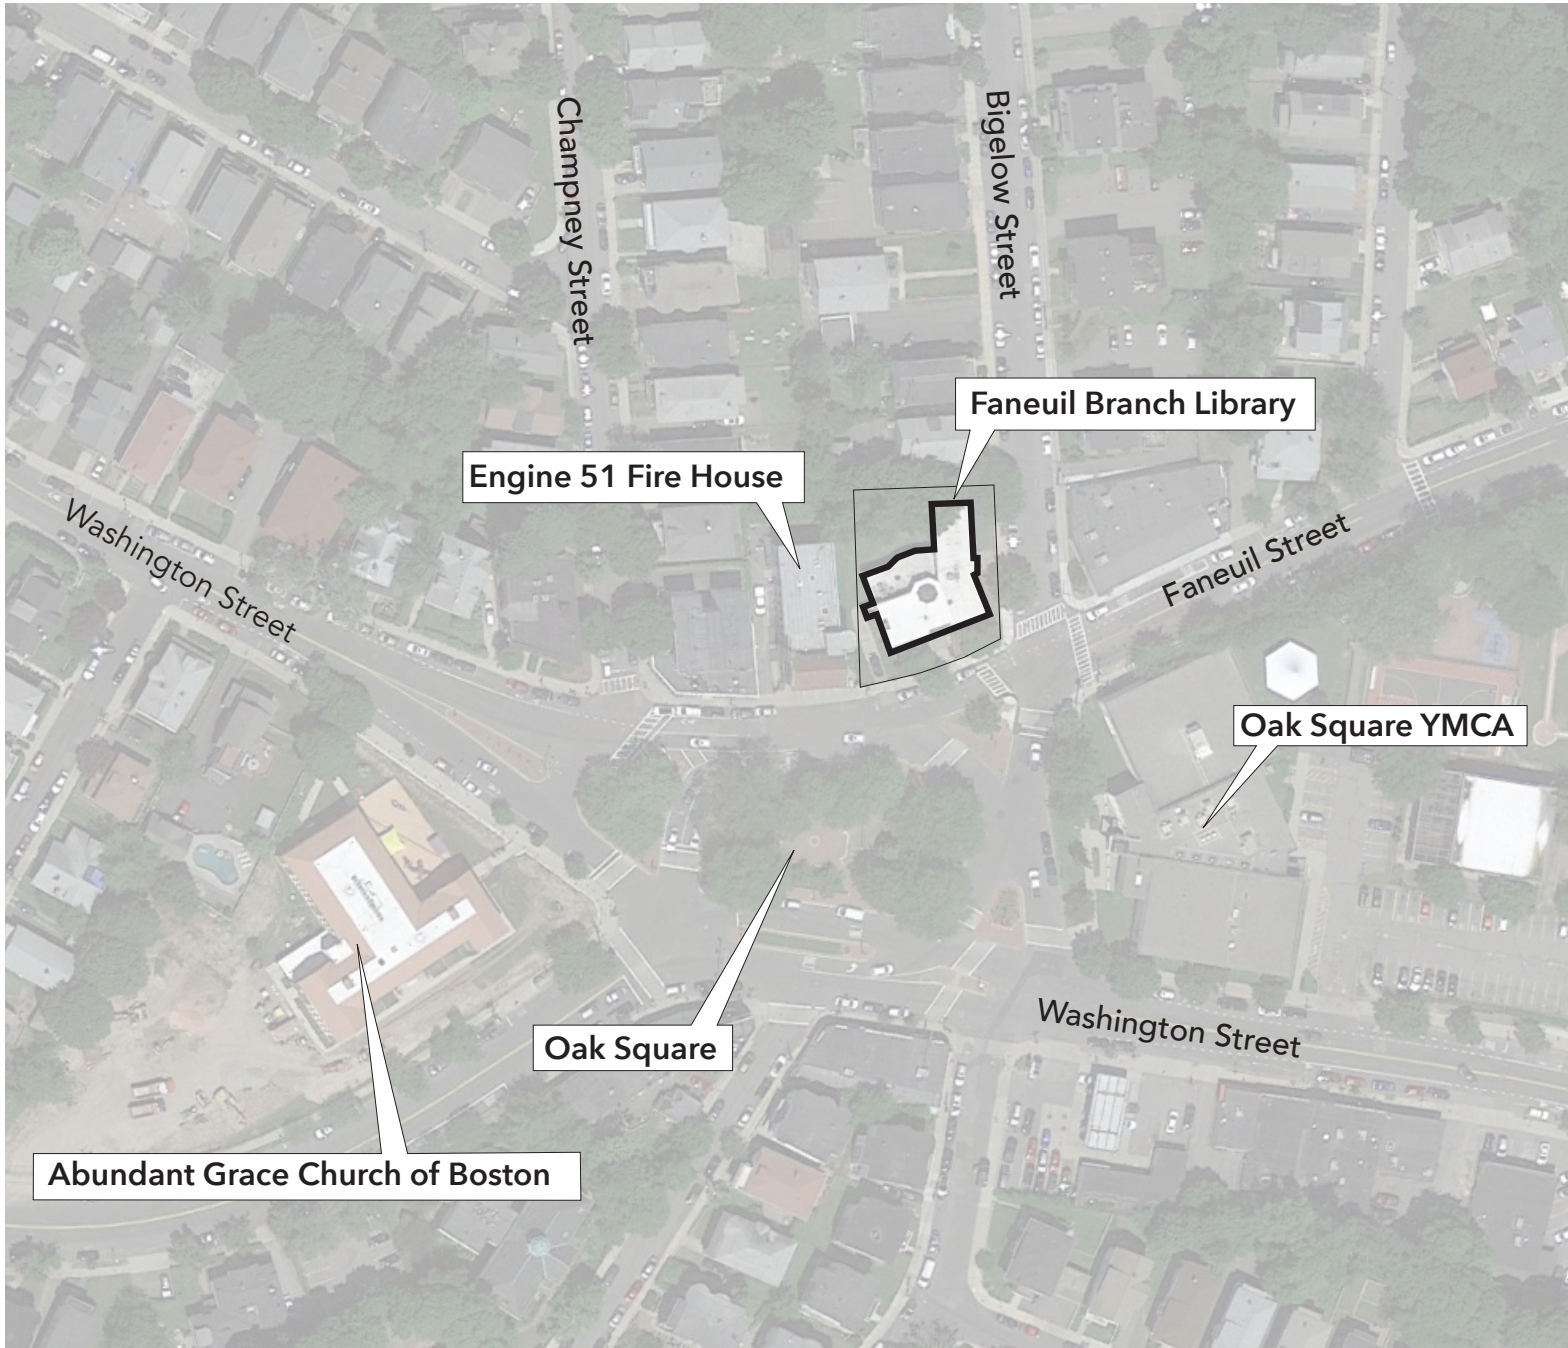 Champney Street
Bigelow Street
Faneuil Branch Library
Engine 51 Fire House
Washington Street
Faneuil Street
Oak Square YMCA
Oak Square
Washington Street
Abundant Grace Church of Boston